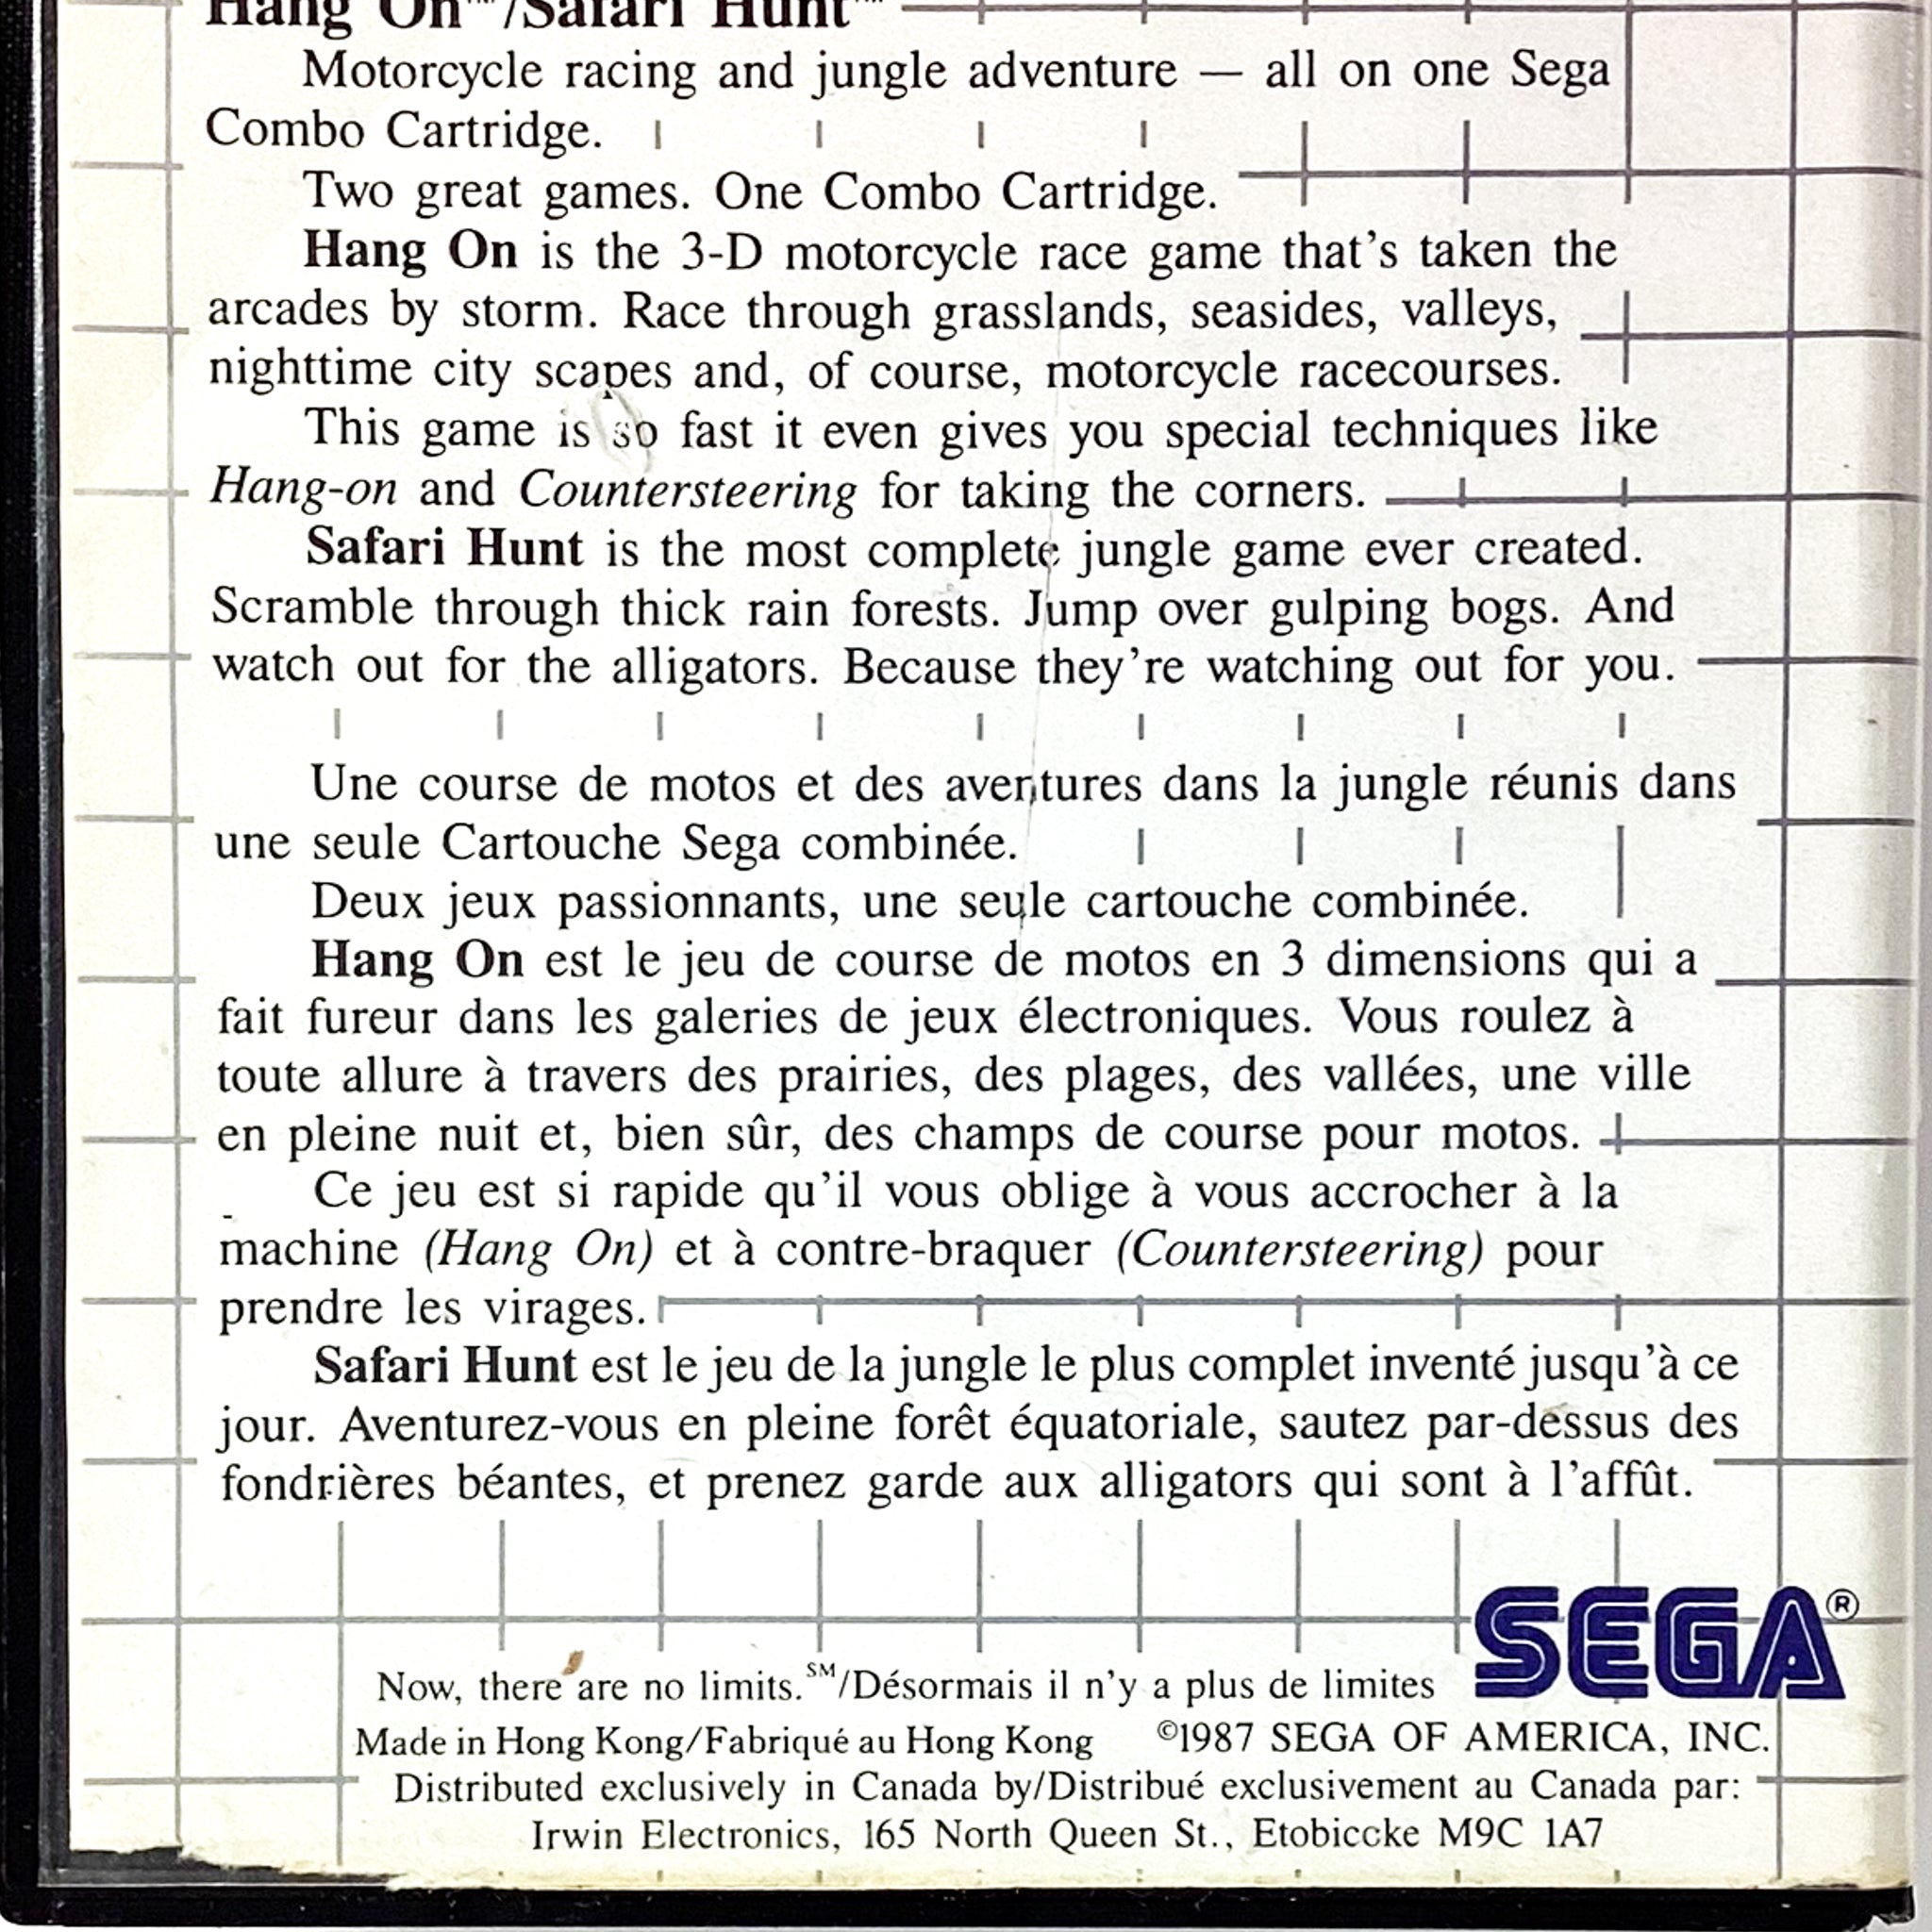 Hang On™/Safari Hunt™
Motorcycle racing and jungle adventure — all on one Sega
Combo Cartridge.
Two great games. One Combo Cartridge.
Hang On is the 3-D motorcycle race game that's taken the
arcades by storm. Race through grasslands, seasides, valleys,
nighttime city scapes and, of course, motorcycle racecourses.
This game is so fast it even gives you special techniques like
Hang-on and Countersteering for taking the corners.
Safari Hunt is the most complete jungle game ever created.
Scramble through thick rain forests. Jump over gulping bogs. And
watch out for the alligators. Because they're watching out for you.
Une course de motos et des aventures dans la jungle réunis dans
une seule Cartouche Sega combinée.
Deux jeux passionnants, une seule cartouche combinée.
Hang On est le jeu de course de motos en 3 dimensions qui a
fait fureur dans les galeries de jeux électroniques. Vous roulez à
toute allure à travers des prairies, des plages, des vallées, une ville
en pleine nuit et, bien sûr, des champs de course pour motos.
Ce jeu est si rapide qu'il vous oblige à vous accrocher à la
machine (Hang On) et à contre-braquer (Countersteering) pour
prendre les virages.
Safari Hunt est le jeu de la jungle le plus complet inventé jusqu'à ce
jour. Aventurez-vous en pleine forêt équatoriale, sautez par-dessus des
fondrières béantes, et prenez garde aux alligators qui sont à l'affût.
SEGA®
Now, there are no limits.℠/Désormais il n'y a plus de limites
Made in Hong Kong/Fabriqué au Hong Kong ©1987 SEGA OF AMERICA, INC.
Distributed exclusively in Canada by/Distribué exclusivement au Canada par:
Irwin Electronics, 165 North Queen St., Etobiccke M9C 1A7